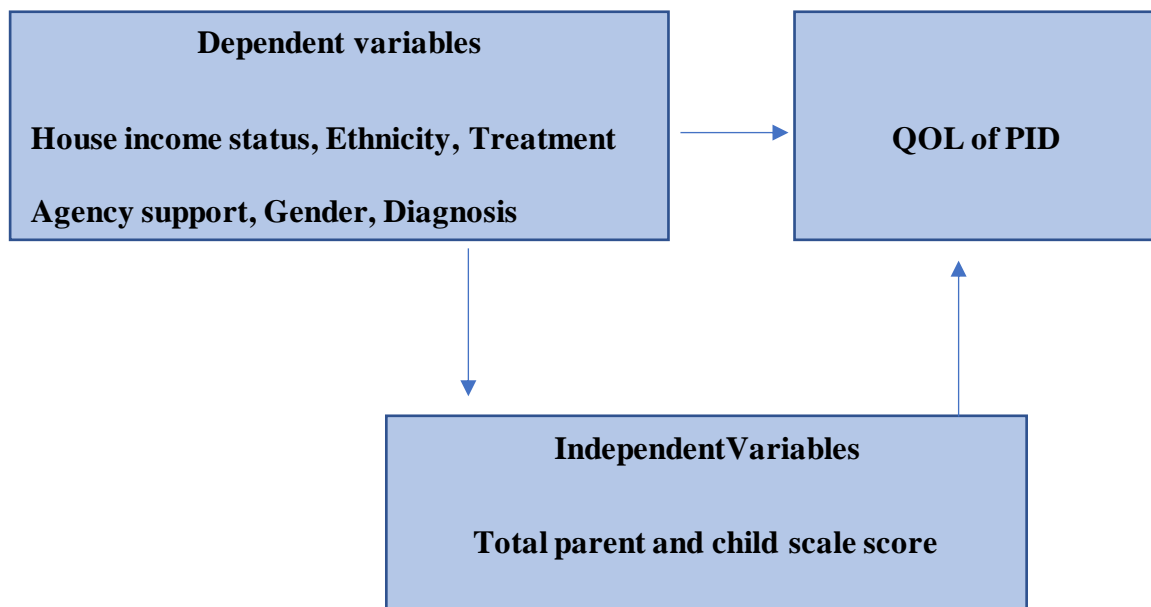 Dependent variables
House income status, Ethnicity, Treatment
Agency support, Gender, Diagnosis
QOL of PID
IndependentVariables
Total parent and child scale score